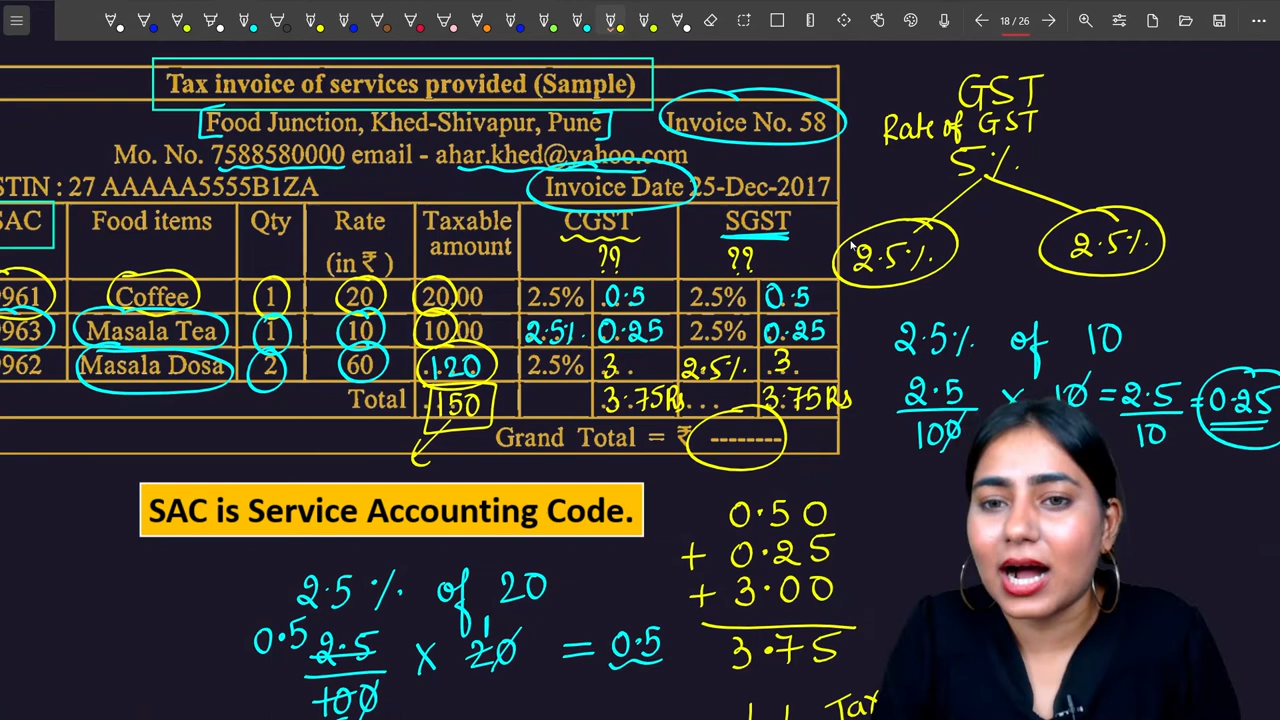 18 / 26
Tax invoice of services provided (Sample)
Food Junction, Khed-Shivapur, Pune Invoice No. 58
Mo. No. 7588580000 email - ahar.khed@yahoo.com
STIN : 27 AAAAA5555B1ZA Invoice Date 25-Dec-2017
SAC Food items Qty Rate (in ₹ ) Taxable amount CGST ?? SGST ??
9961 Coffee 1 20 20.00 2.5% 0.5 2.5% 0.5
9963 Masala Tea 1 10 10.00 2.5% 0.25 2.5% 0.25
9962 Masala Dosa 2 60 120 2.5% 3 2.5% 3
Total 150 3.75Rs 3.75Rs
Grand Total = ₹ --------
GST
Rate of GST
5%
2.5% 2.5%
2.5% of 10
2.5/100 × 10 = 2.5/10 = 0.25
SAC is Service Accounting Code.
0.50
+ 0.25
+ 3.00
3.75
2.5 % of 20
0.5 1
2.5/100 × 20 = 0.5
Tax